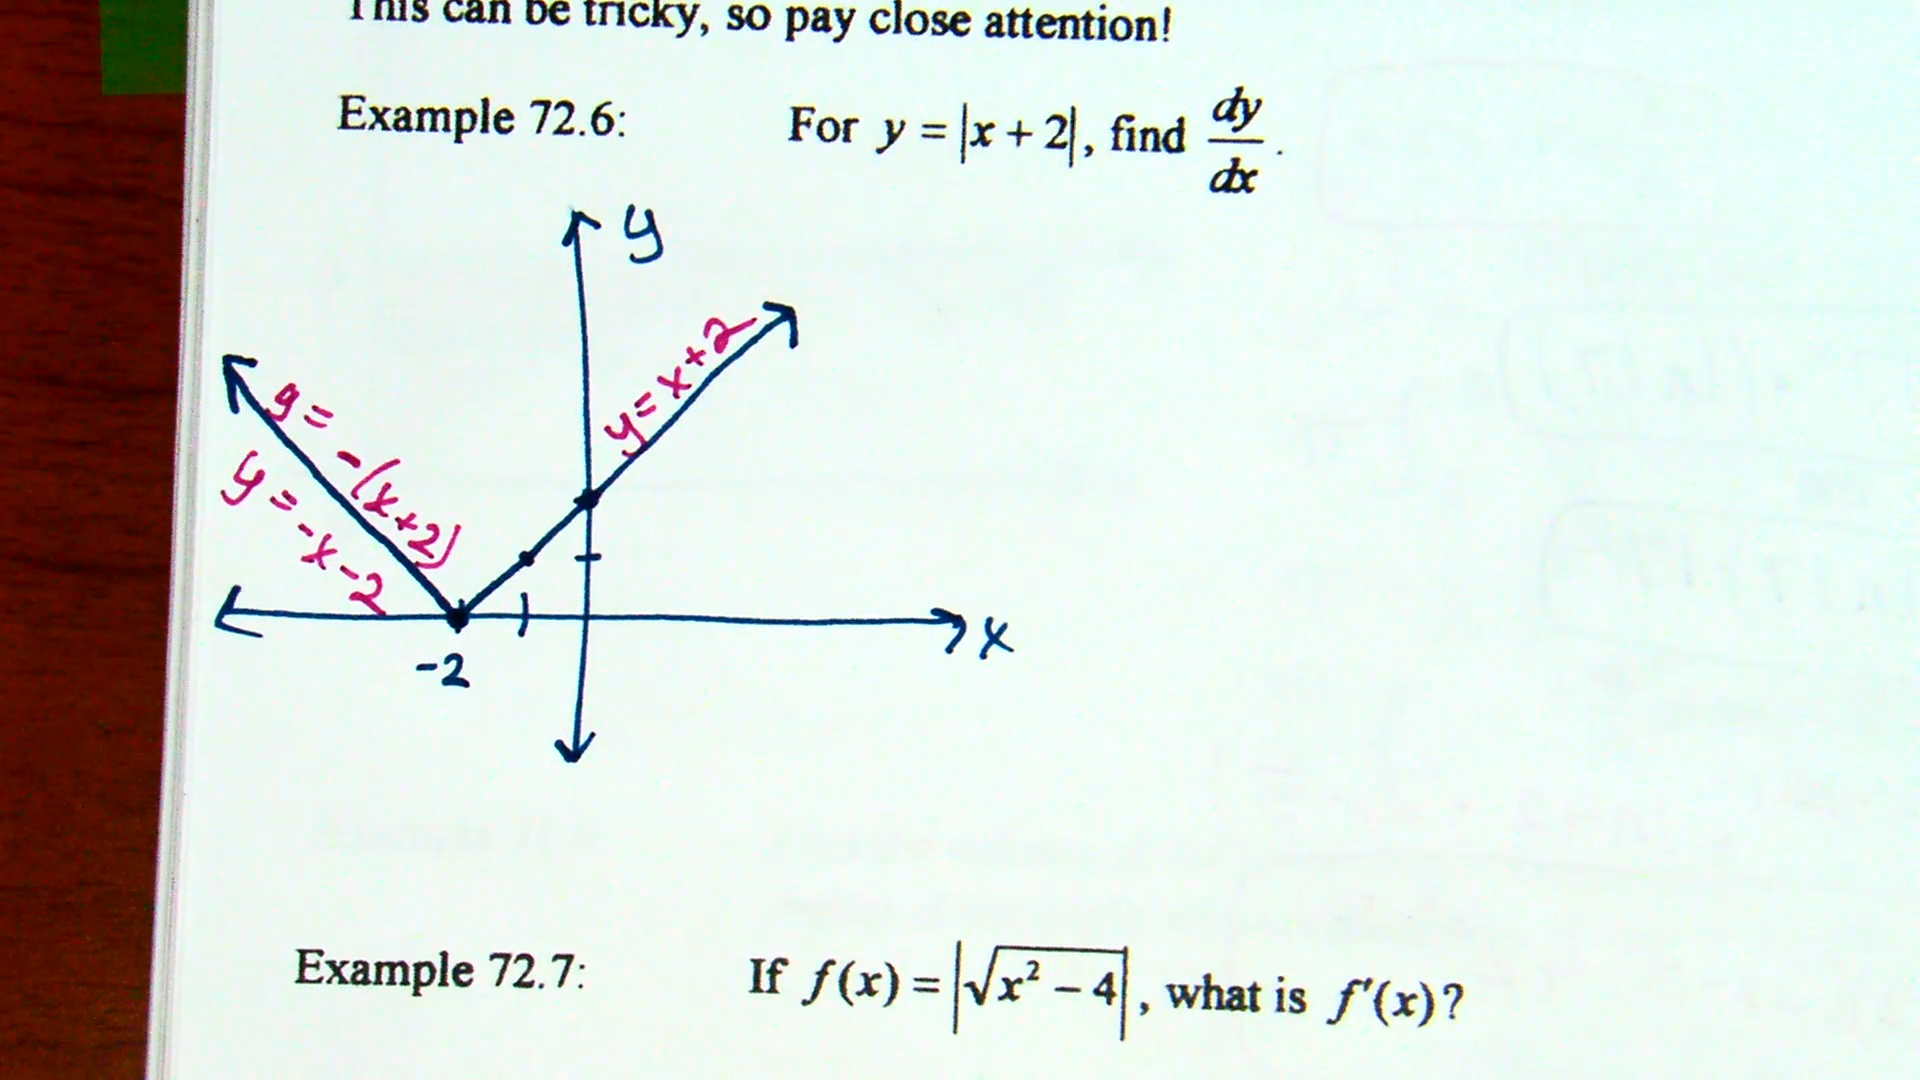 This can be tricky, so pay close attention!
Example 72.6: For y = |x + 2|, find dy/dx.
y
y = x+2
y = -(x+2)
y = -x-2
x
-2
Example 72.7: If f(x) = |√x² − 4|, what is f′(x)?